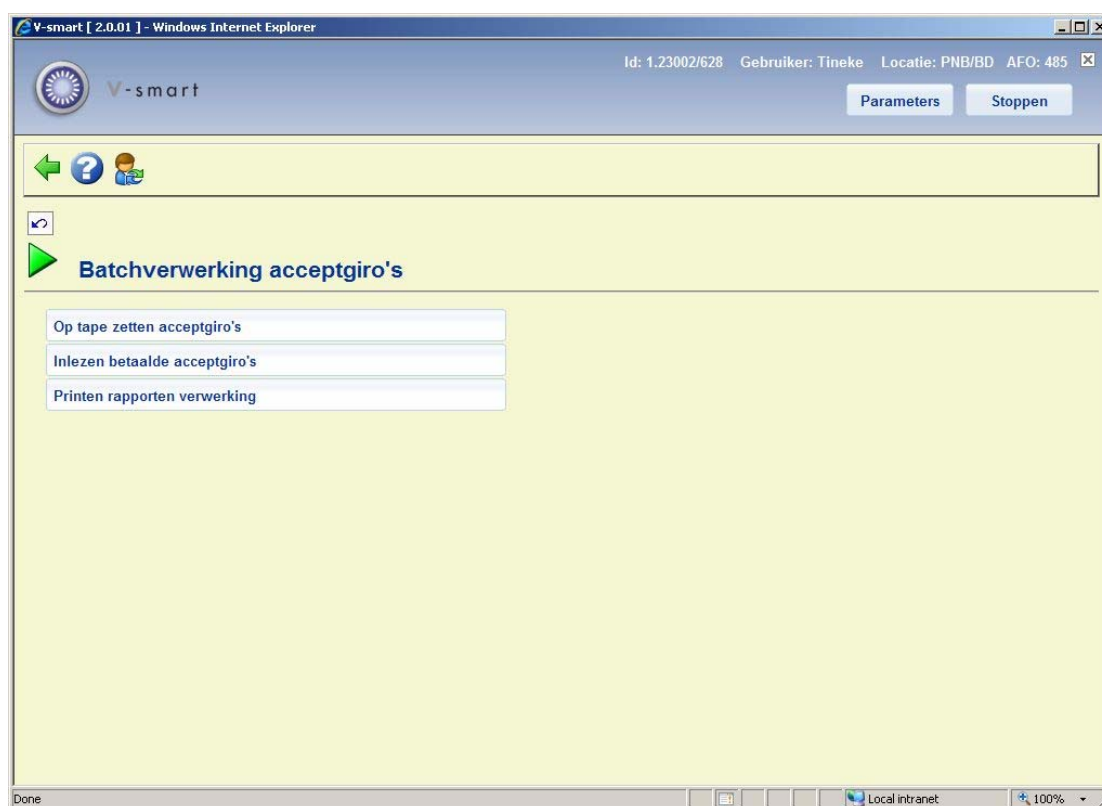 V-smart [ 2.0.01 ] - Windows Internet Explorer
Id: 1.23002/628 Gebruiker: Tineke Locatie: PNB/BD AFO: 485
V-smart
Parameters Stoppen
Batchverwerking acceptgiro's
Op tape zetten acceptgiro's
Inlezen betaalde acceptgiro's
Printen rapporten verwerking
Done Local intranet 100%